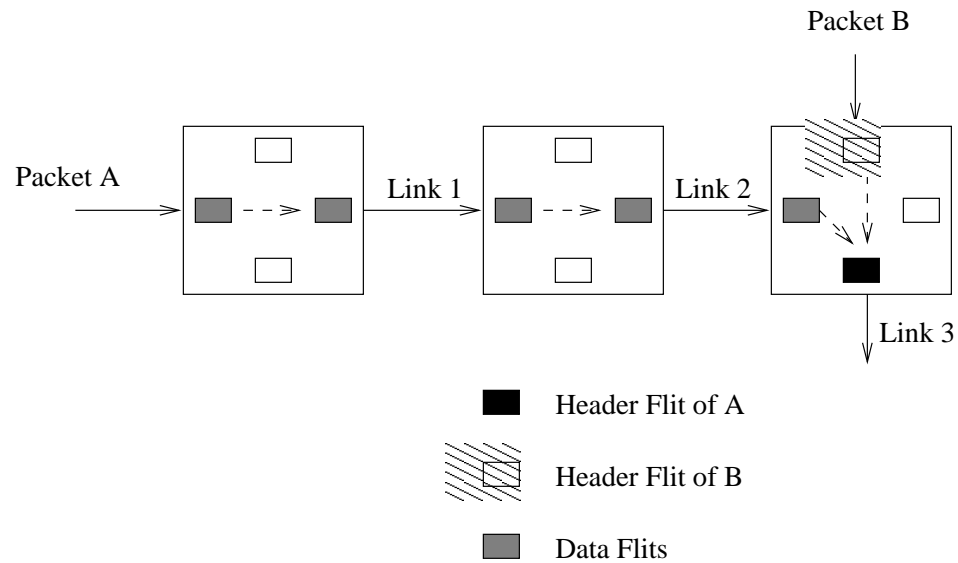 Packet B
Packet A
Link 1
Link 2
Link 3
Header Flit of A
Header Flit of B
Data Flits